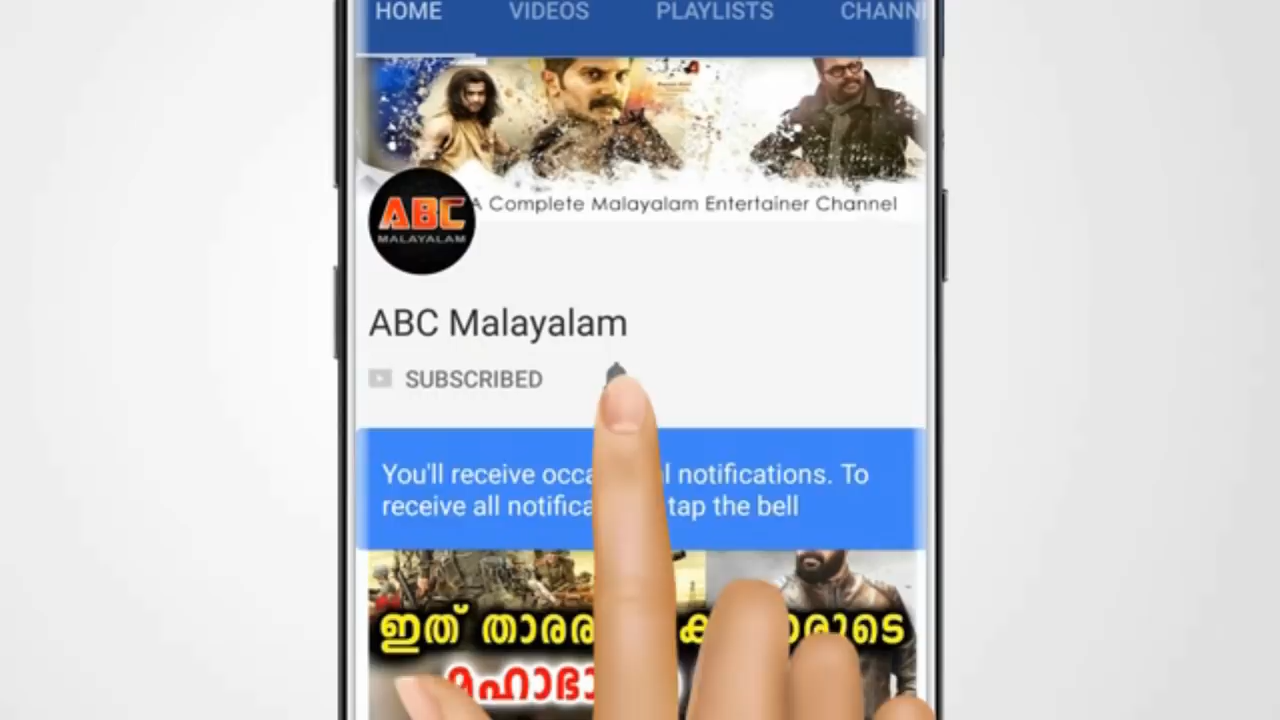 HOME VIDEOS PLAYLISTS CHANN
A Complete Malayalam Entertainer Channel
ABC
MALAYALAM
ABC Malayalam
SUBSCRIBED
You'll receive occa l notifications. To
receive all notifica tap the bell
ഇത് താരര രുടെ
മഹാഭാ